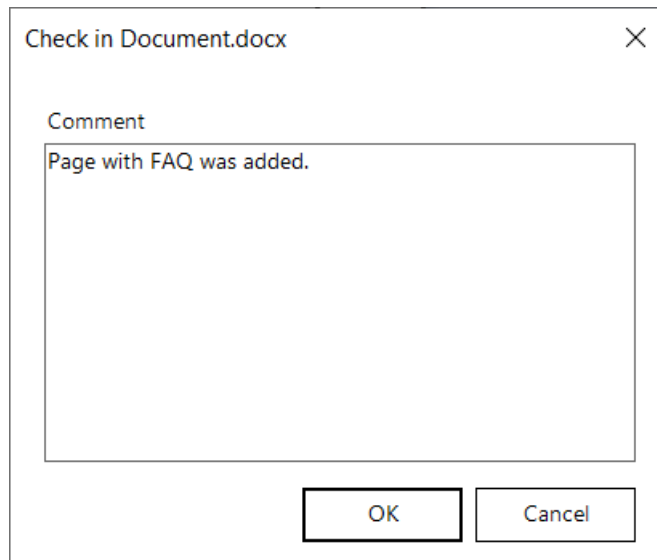 Check in Document.docx
Comment
Page with FAQ was added.
OK
Cancel